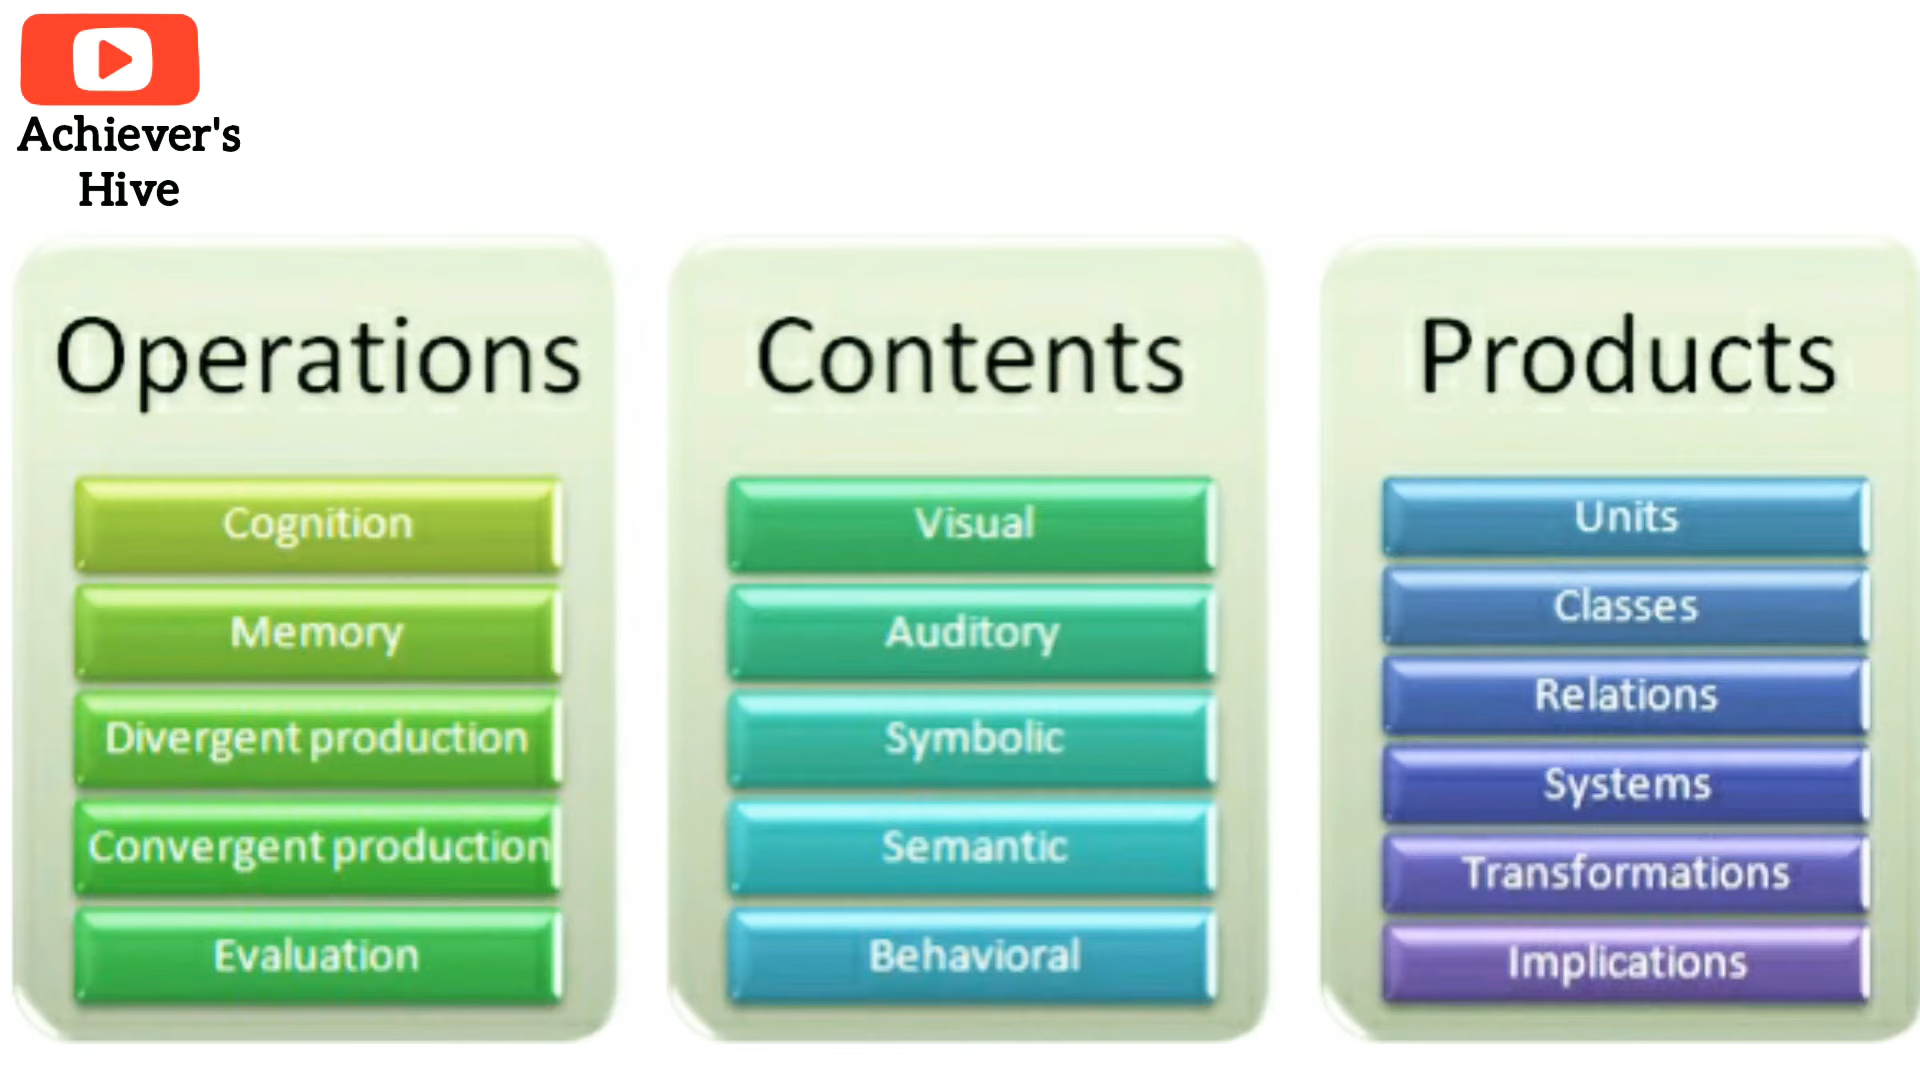 Achiever's
Hive
Operations
Cognition
Memory
Divergent production
Convergent production
Evaluation
Contents
Visual
Auditory
Symbolic
Semantic
Behavioral
Products
Units
Classes
Relations
Systems
Transformations
Implications